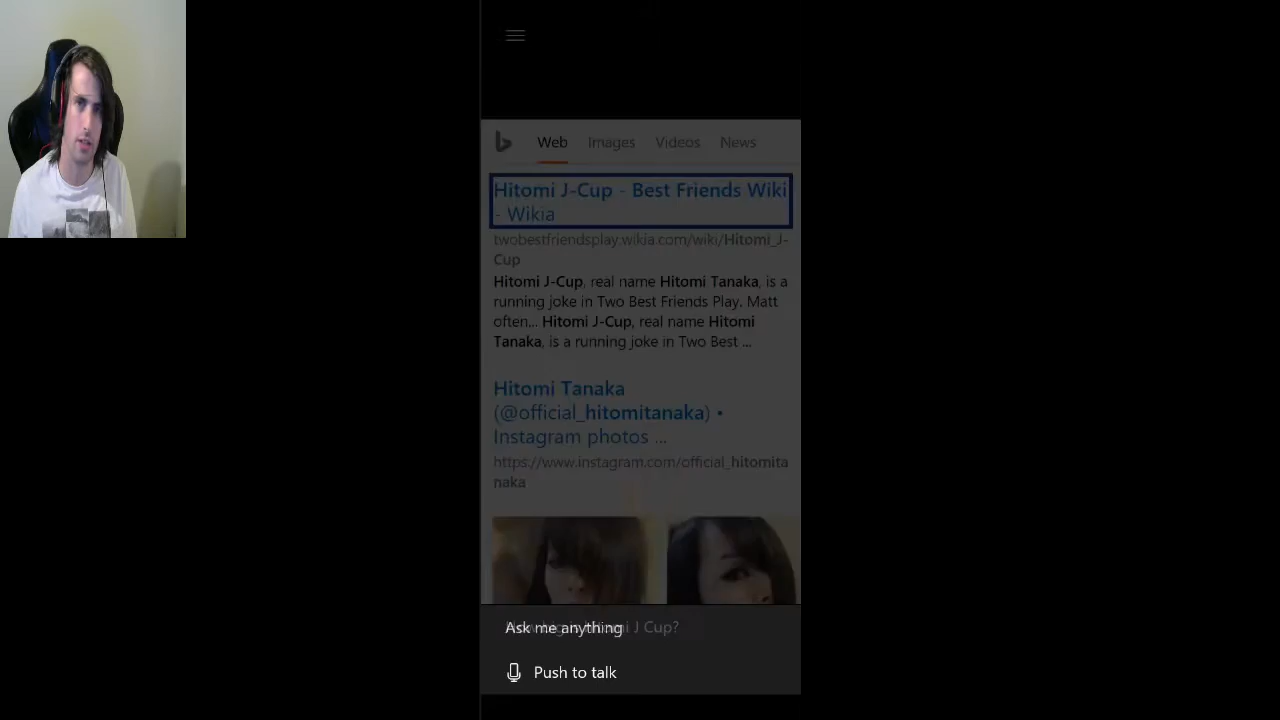 Web Images Videos News
Hitomi J-Cup - Best Friends Wiki
- Wikia
twobestfriendsplay.wikia.com/wiki/Hitomi_J-
Cup
Hitomi J-Cup, real name Hitomi Tanaka, is a
running joke in Two Best Friends Play. Matt
often... Hitomi J-Cup, real name Hitomi
Tanaka, is a running joke in Two Best ...
Hitomi Tanaka
(@official_hitomitanaka) •
Instagram photos ...
https://www.instagram.com/official_hitomita
naka
Ask me anything
J Cup?
Push to talk